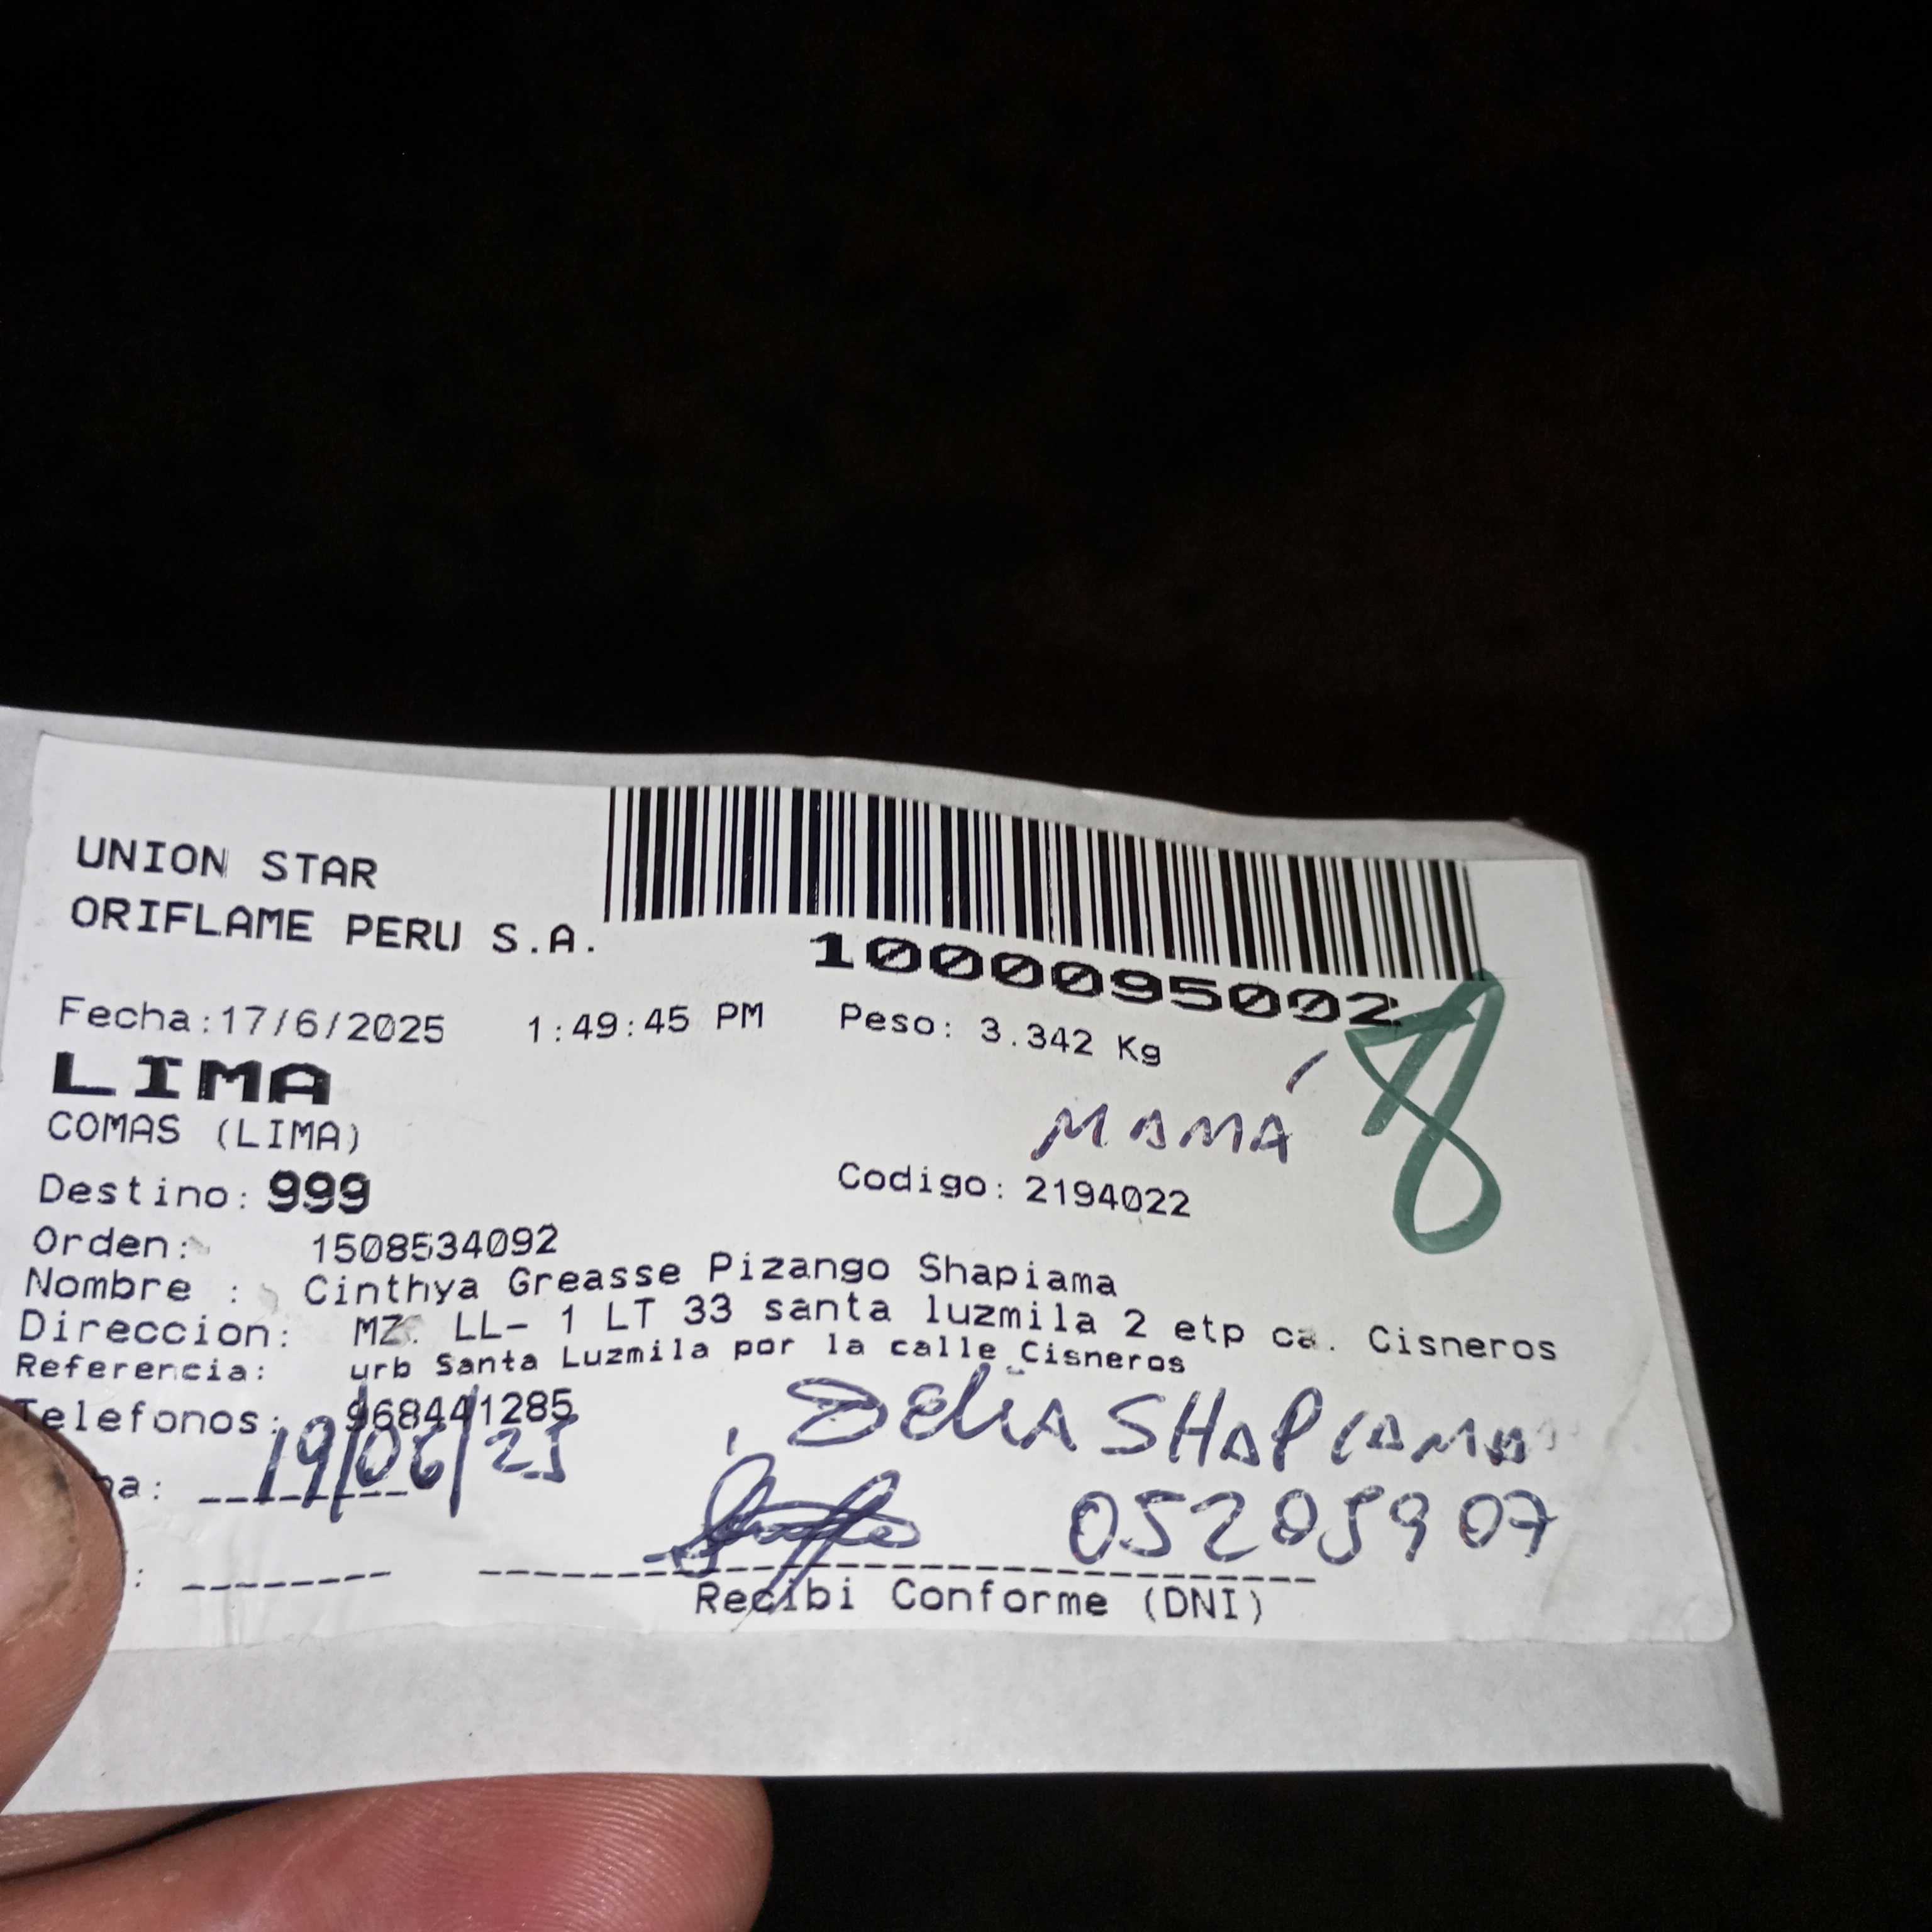 UNION STAR
ORIFLAME PERU S.A.
1000095002
Fecha:17/6/2025 1:49:45 PM Peso: 3.342 Kg
LIMA
COMAS (LIMA)
MAMÁ
8
Destino: 999 Codigo: 2194022
Orden: 1508534092
Nombre : Cinthya Greasse Pizango Shapiama
Direccion: MZ. LL- 1 LT 33 santa luzmila 2 etp ca. Cisneros
Referencia: urb Santa Luzmila por la calle Cisneros
Telefonos: 968441285
Delia SHAPIAMA
19/06/25
05205907
Recibi Conforme (DNI)